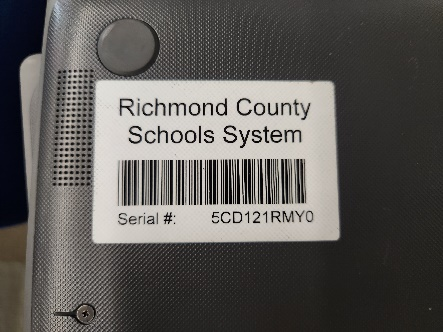 Richmond County
Schools System
Serial #: 5CD121RMY0